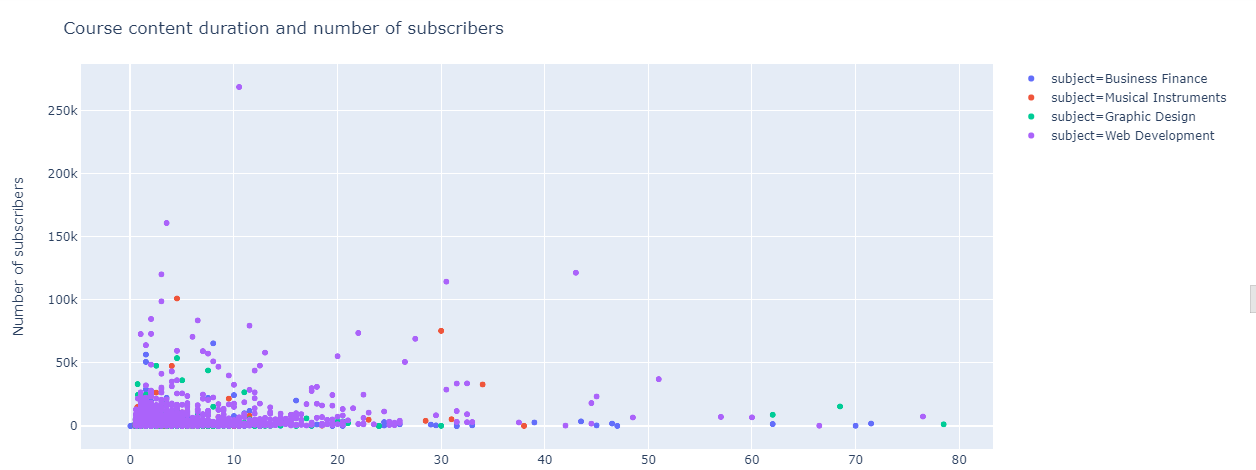 Course content duration and number of subscribers
subject=Business Finance
subject=Musical Instruments
subject=Graphic Design
subject=Web Development
Number of subscribers
250k
200k
150k
100k
50k
0
0 10 20 30 40 50 60 70 80